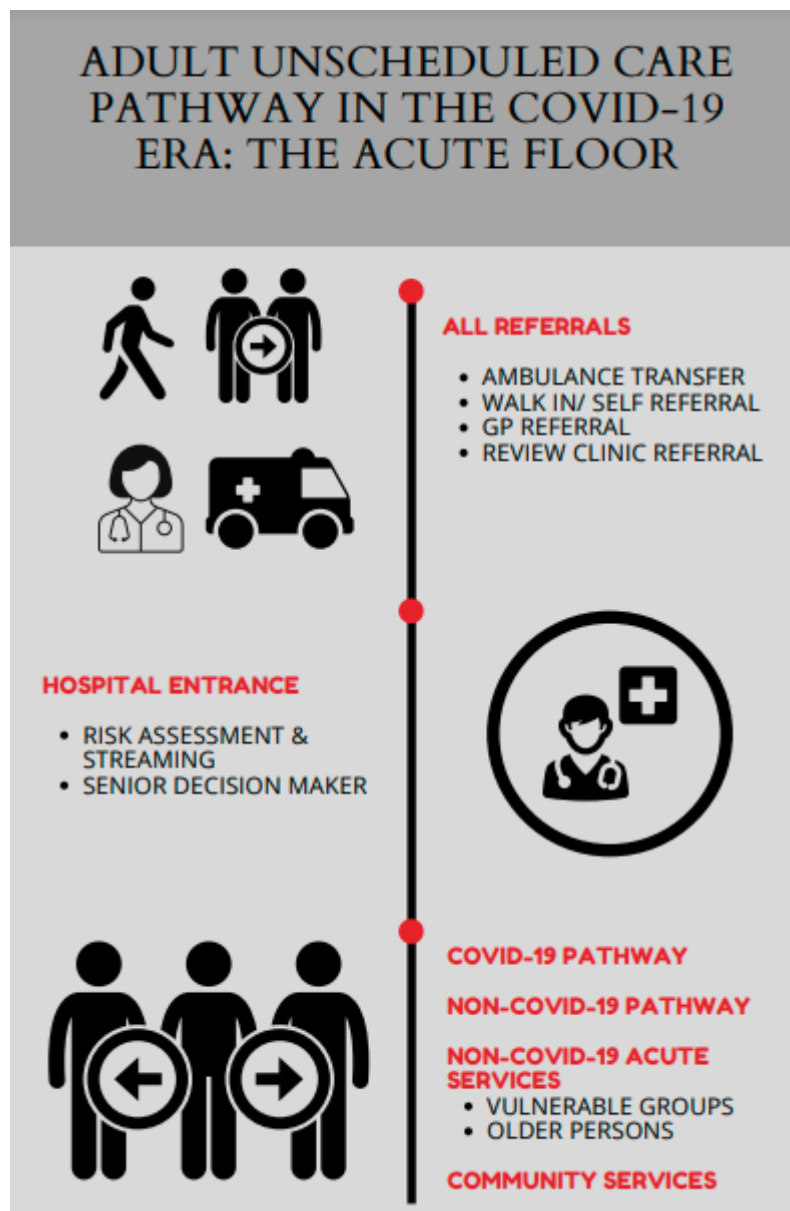 ADULT UNSCHEDULED CARE
PATHWAY IN THE COVID-19
ERA: THE ACUTE FLOOR
ALL REFERRALS
• AMBULANCE TRANSFER
• WALK IN/ SELF REFERRAL
• GP REFERRAL
• REVIEW CLINIC REFERRAL
HOSPITAL ENTRANCE
• RISK ASSESSMENT &
STREAMING
• SENIOR DECISION MAKER
COVID-19 PATHWAY
NON-COVID-19 PATHWAY
NON-COVID-19 ACUTE
SERVICES
• VULNERABLE GROUPS
• OLDER PERSONS
COMMUNITY SERVICES